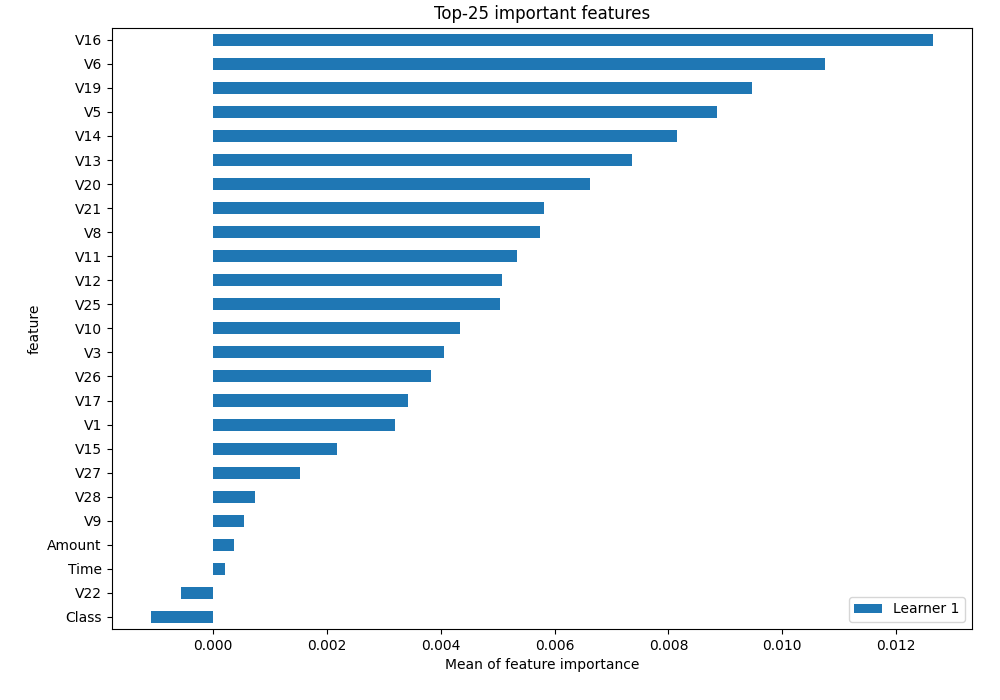 Top-25 important features
V16
V6
V19
V5
V14
V13
V20
V21
V8
V11
V12
V25
V10
V3
V26
V17
V1
V15
V27
V28
V9
Amount
Time
V22
Class
feature
Learner 1
0.000 0.002 0.004 0.006 0.008 0.010 0.012
Mean of feature importance